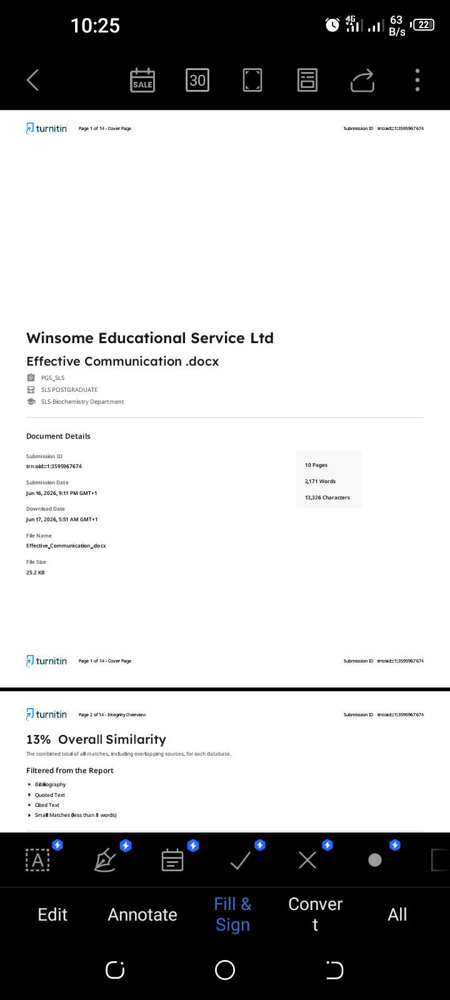 10:25
4G
63
B/s
22
SALE
30
turnitin
Page 1 of 14 - Cover Page
Submission ID trn:oid:::1:3595967674
Winsome Educational Service Ltd
Effective Communication .docx
PGS_SLS
SLS POSTGRADUATE
SLS-Biochemistry Department
Document Details
Submission ID
trn:oid:::1:3595967674
10 Pages
Submission Date
2,171 Words
Jun 16, 2026, 9:11 PM GMT+1
13,326 Characters
Download Date
Jun 17, 2026, 5:51 AM GMT+1
File Name
Effective_Communication_.docx
File Size
25.2 KB
turnitin
Page 1 of 14 - Cover Page
Submission ID trn:oid:::1:3595967674
turnitin
Page 2 of 14 - Integrity Overview
Submission ID trn:oid:::1:3595967674
13% Overall Similarity
The combined total of all matches, including overlapping sources, for each database.
Filtered from the Report
Bibliography
Quoted Text
Cited Text
Small Matches (less than 8 words)
A
Edit
Annotate
Fill &
Sign
Conver
t
All